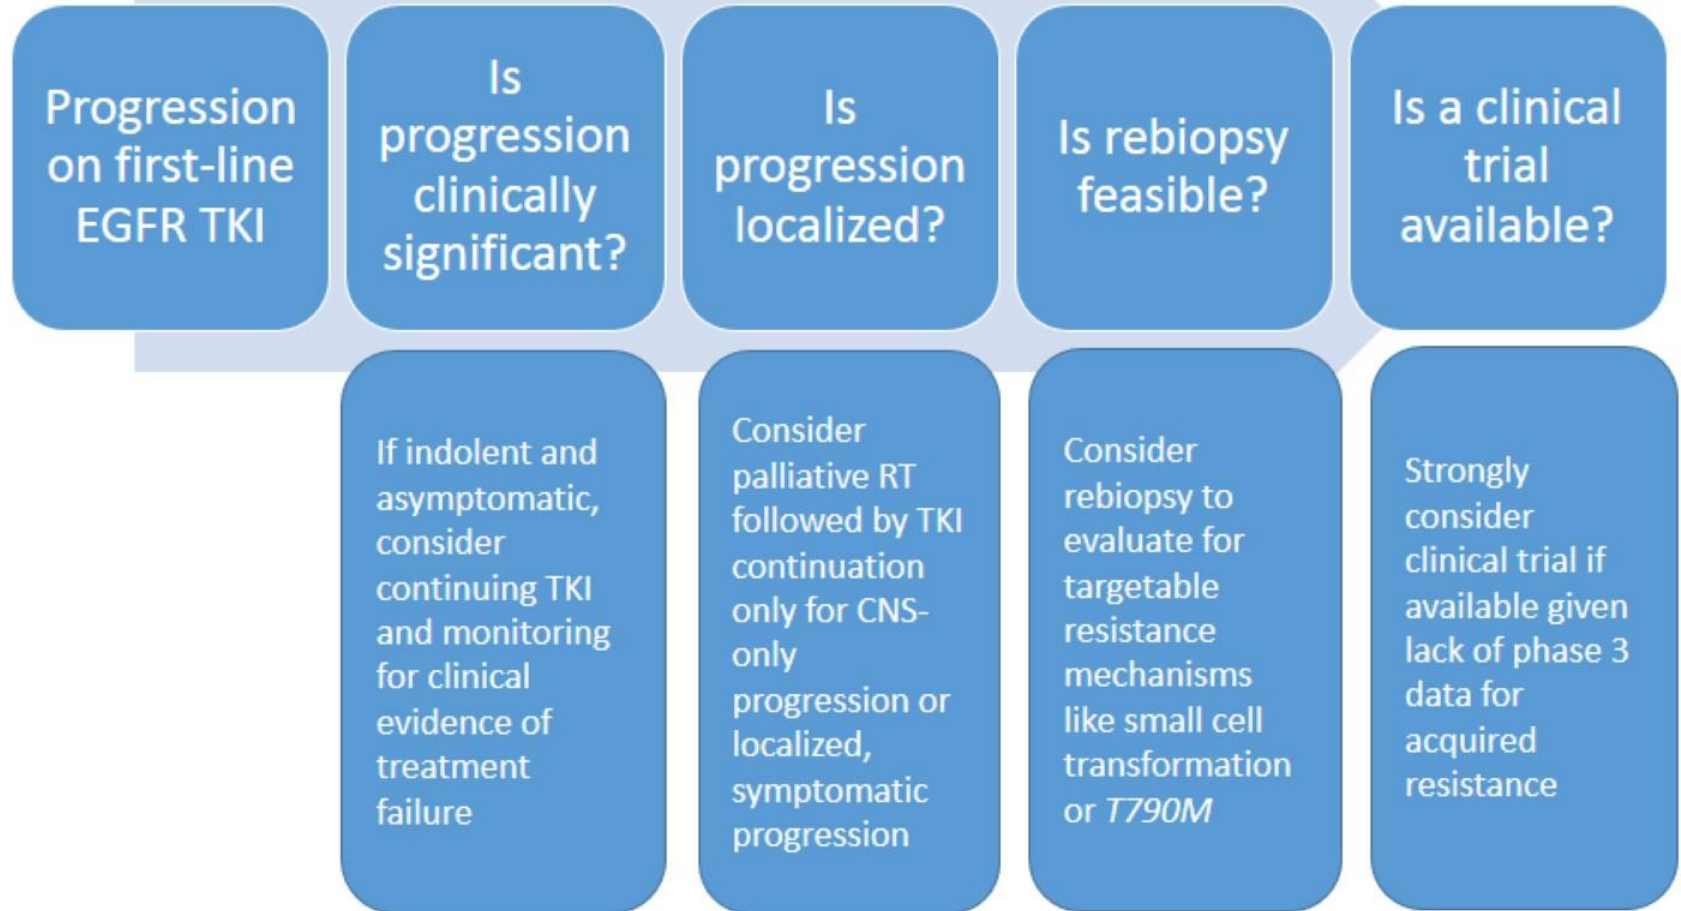 Progression
on first-line
EGFR TKI
Is
progression
clinically
significant?
Is
progression
localized?
Is rebiopsy
feasible?
Is a clinical
trial
available?
If indolent and
asymptomatic,
consider
continuing TKI
and monitoring
for clinical
evidence of
treatment
failure
Consider
palliative RT
followed by TKI
continuation
only for CNS-
only
progression or
localized,
symptomatic
progression
Consider
rebiopsy to
evaluate for
targetable
resistance
mechanisms
like small cell
transformation
or T790M
Strongly
consider
clinical trial if
available given
lack of phase 3
data for
acquired
resistance